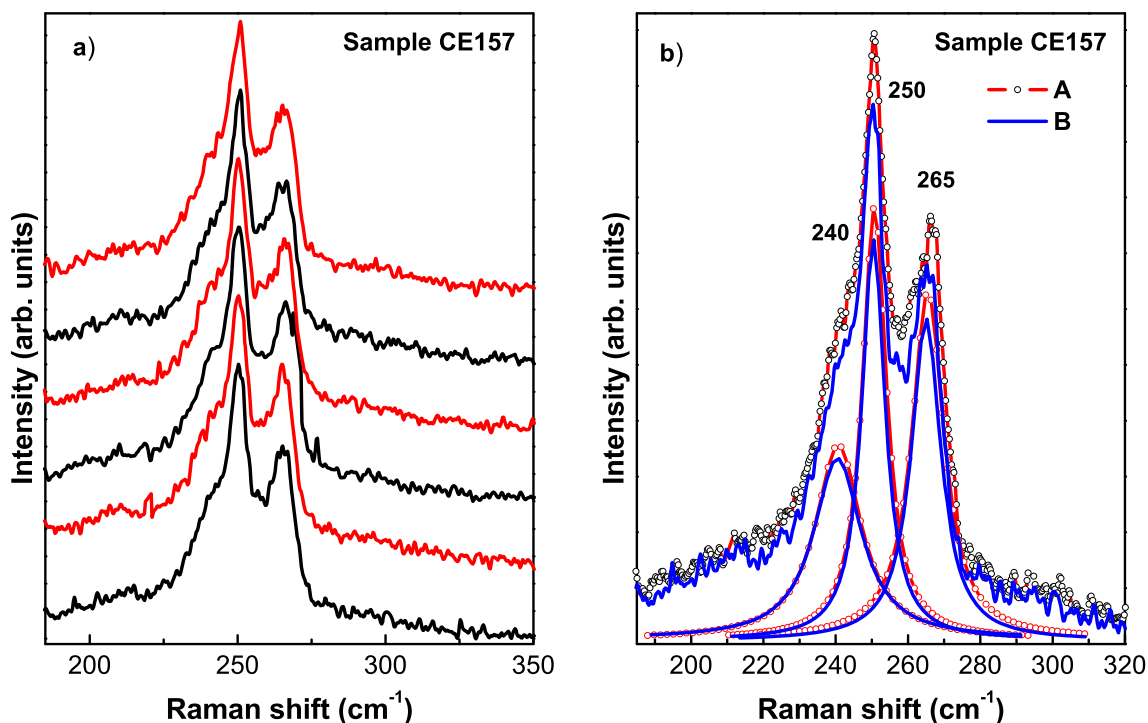 a)
Sample CE157
Intensity (arb. units)
200 250 300 350
Raman shift (cm⁻¹)
b)
Sample CE157
250
A
B
265
240
Intensity (arb. units)
200 220 240 260 280 300 320
Raman shift (cm⁻¹)